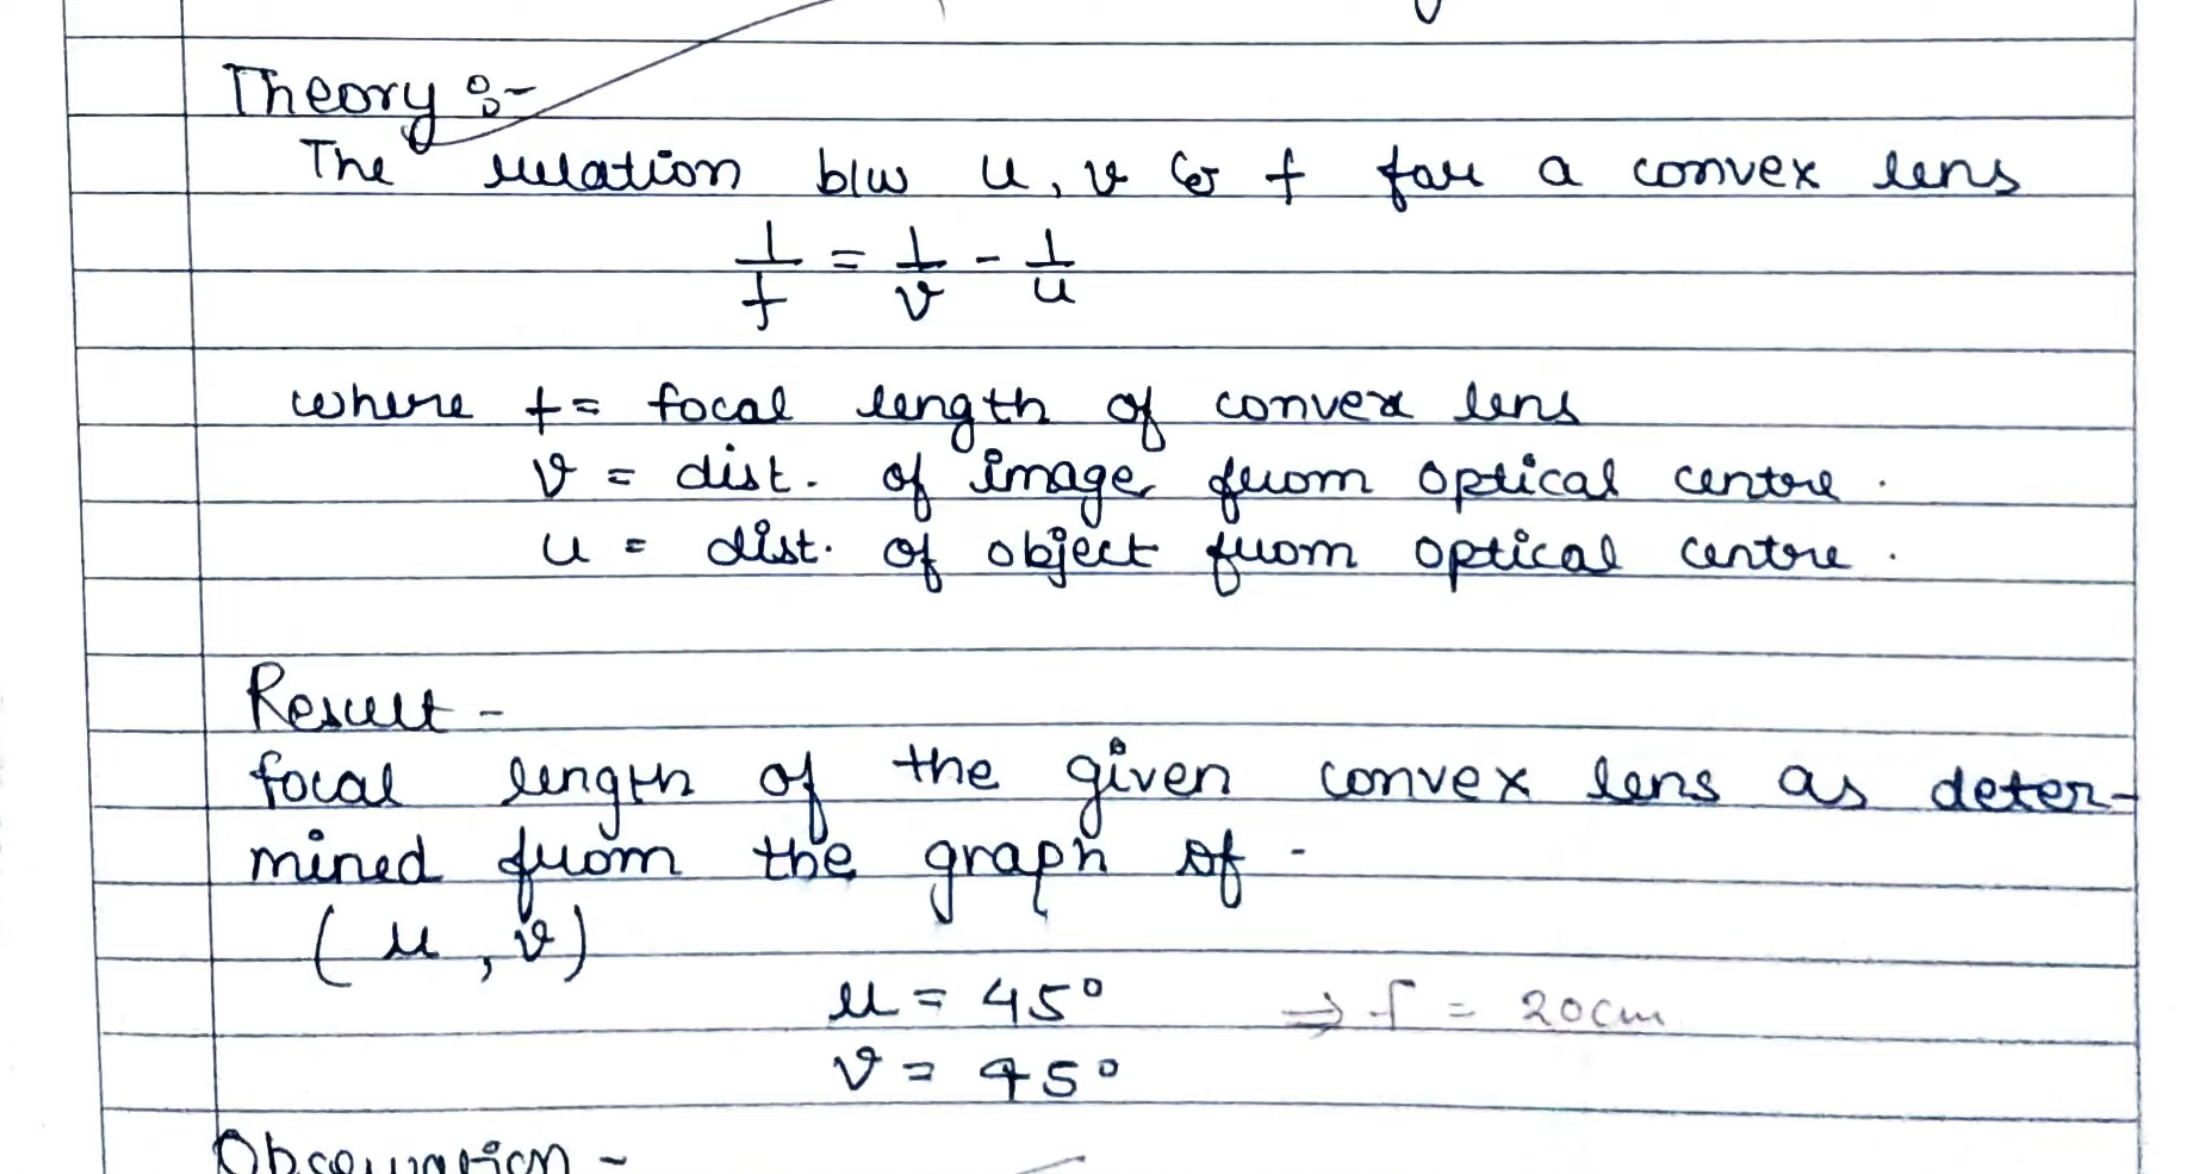 Theory :-
The relation b/w u, v & f for a convex lens
1/f = 1/v - 1/u
where f = focal length of convex lens
v = dist. of image from optical centre.
u = dist. of object from optical centre.
Result -
focal length of the given convex lens as deter-
mined from the graph of -
(u, v)
u = 45° ⇒ f = 20cm
v = 45°
Observation -